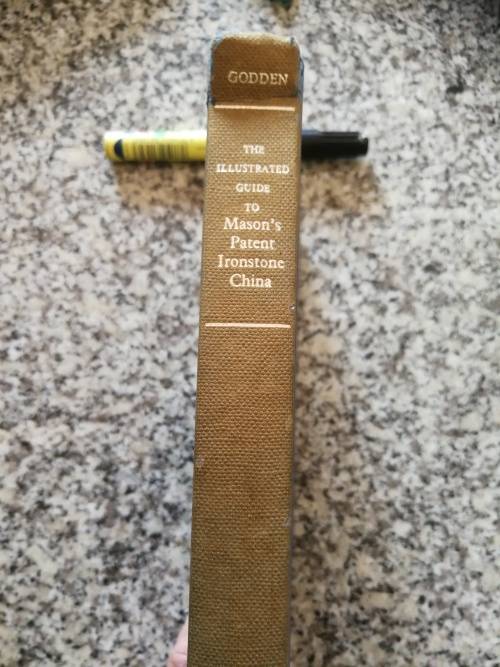 GODDEN
THE
ILLUSTRATED
GUIDE
TO
Mason's
Patent
Ironstone
China